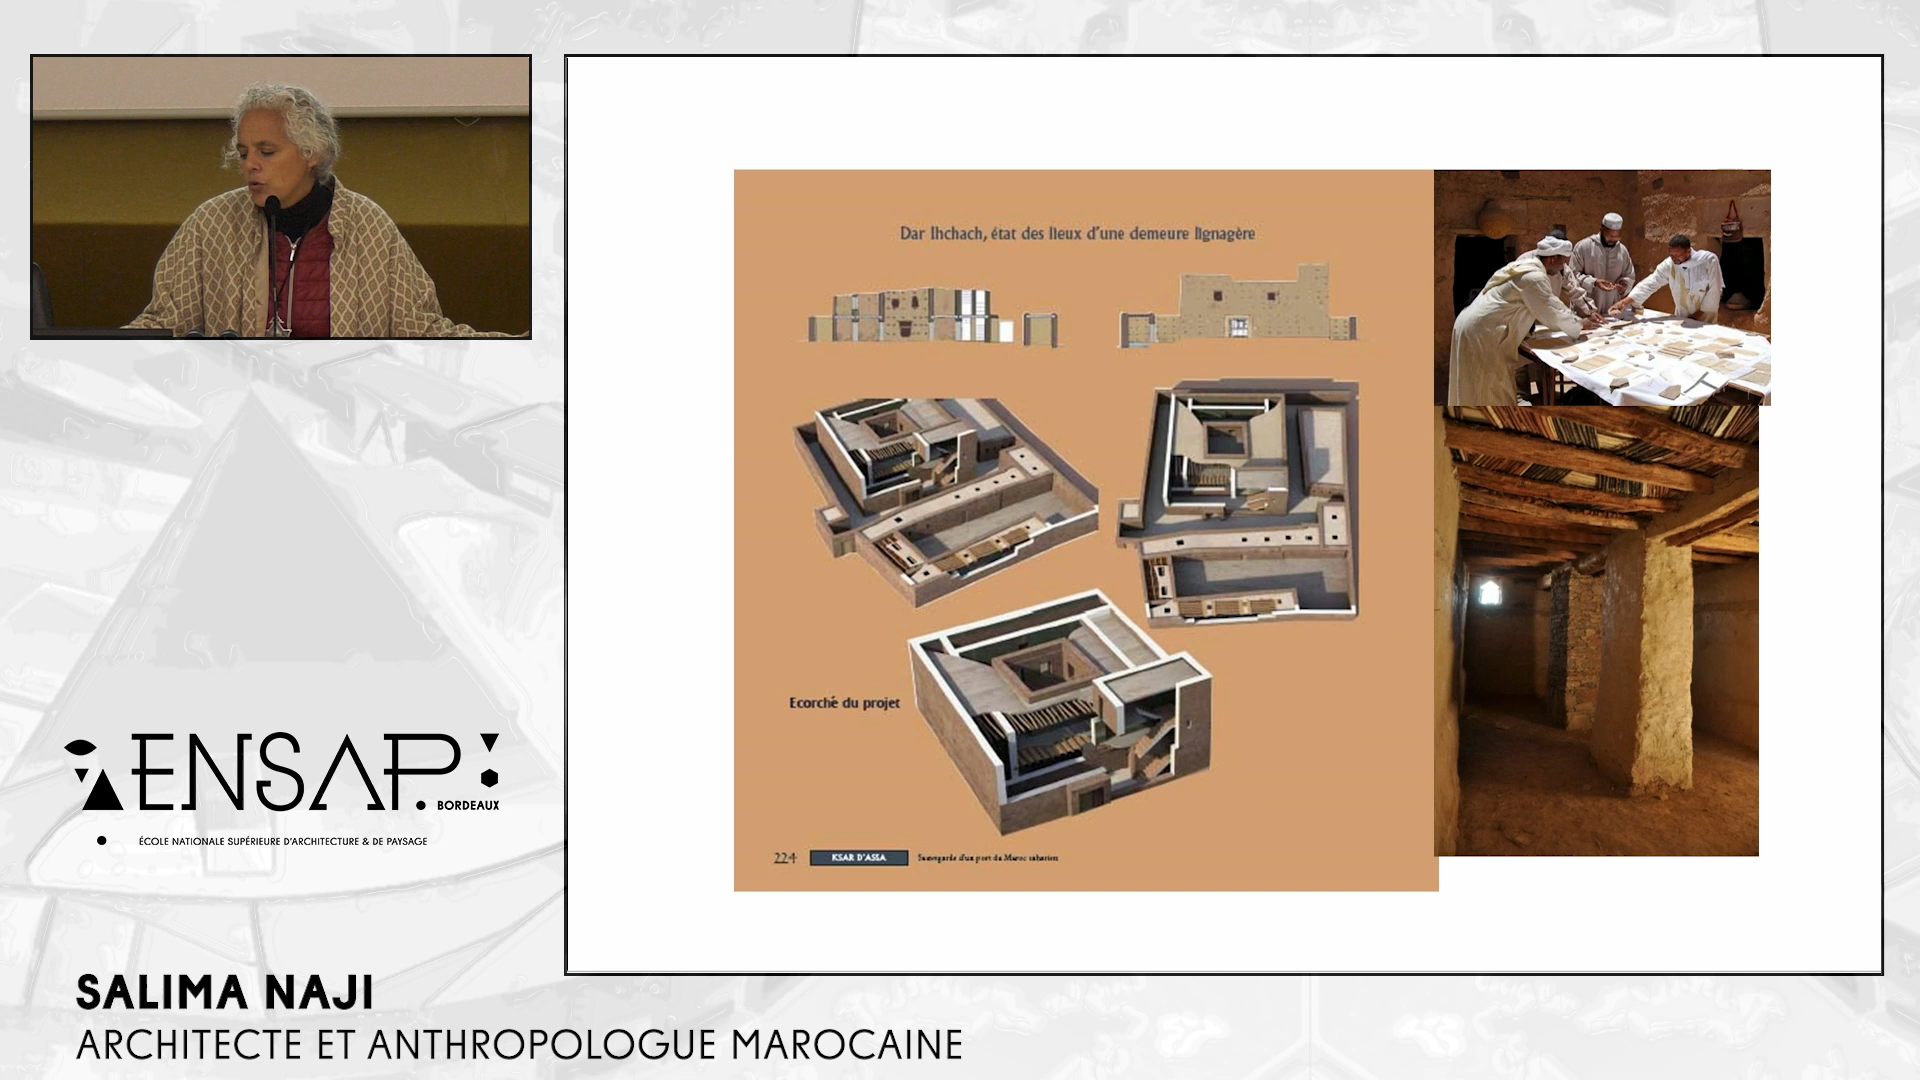 Dar Ihchach, état des lieux d'une demeure lignagère
Ecorché du projet
224 KSAR D'ASSA Sauvegarde d'un port du Maroc saharien
ENSAP
BORDEAUX
ÉCOLE NATIONALE SUPÉRIEURE D'ARCHITECTURE & DE PAYSAGE
SALIMA NAJI
ARCHITECTE ET ANTHROPOLOGUE MAROCAINE